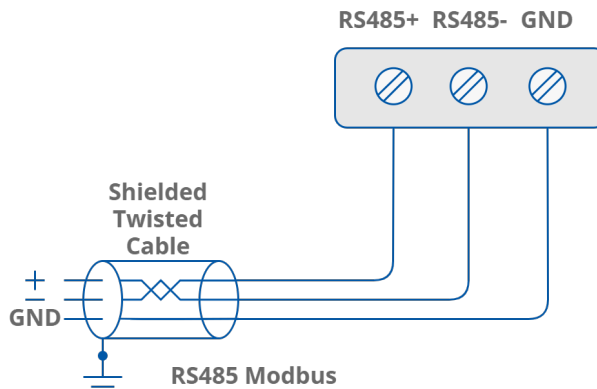 RS485+ RS485- GND
Shielded
Twisted
Cable
+
−
GND
RS485 Modbus